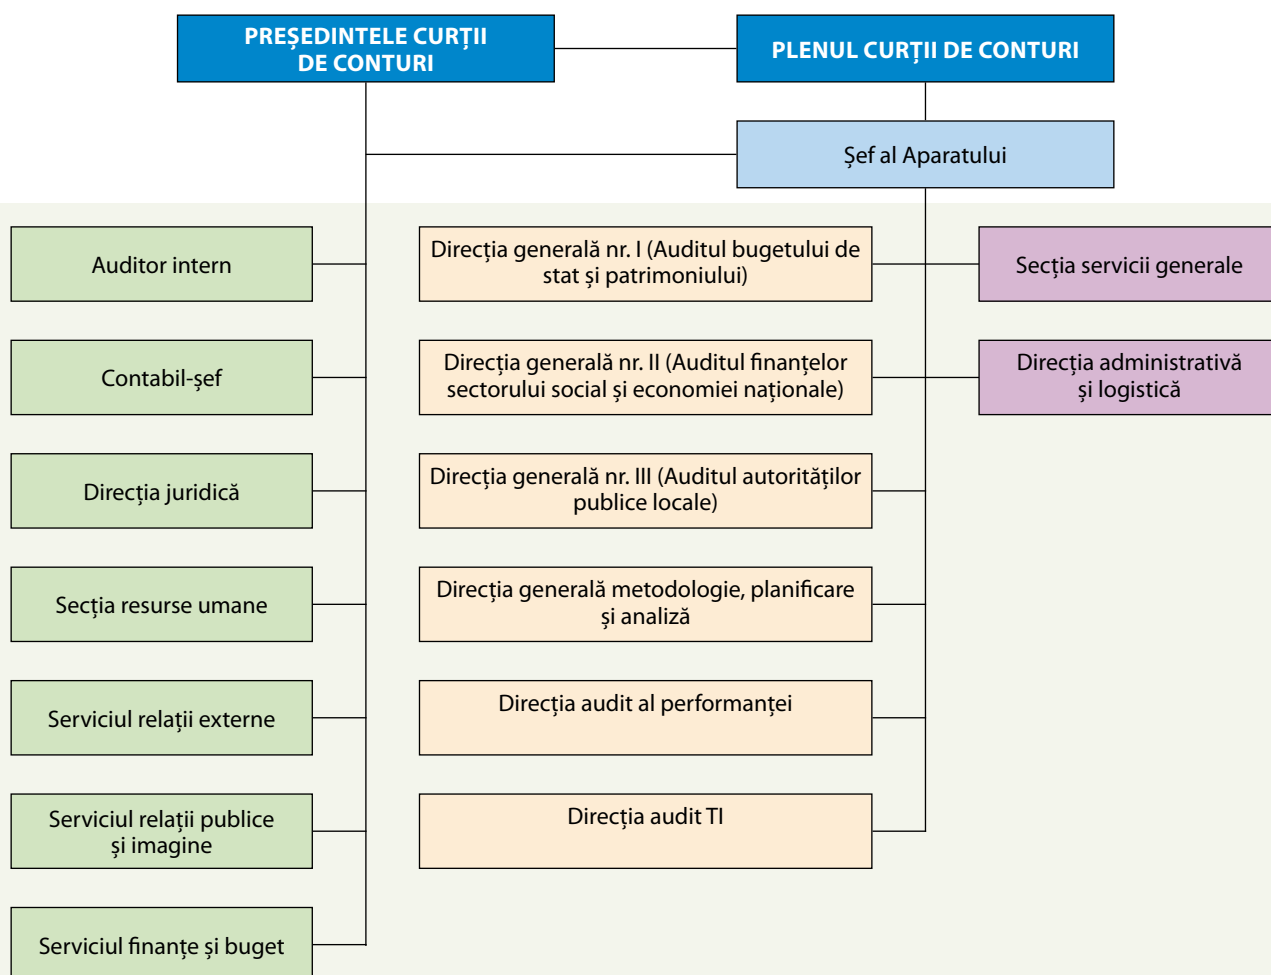 PREȘEDINTELE CURȚII
DE CONTURI
PLENUL CURȚII DE CONTURI
Șef al Aparatului
Auditor intern
Direcția generală nr. I (Auditul bugetului de
stat și patrimoniului)
Secția servicii generale
Contabil-șef
Direcția generală nr. II (Auditul finanțelor
sectorului social și economiei naționale)
Direcția administrativă
și logistică
Direcția juridică
Direcția generală nr. III (Auditul autorităților
publice locale)
Secția resurse umane
Direcția generală metodologie, planificare
și analiză
Serviciul relații externe
Direcția audit al performanței
Serviciul relații publice
și imagine
Direcția audit TI
Serviciul finanțe și buget